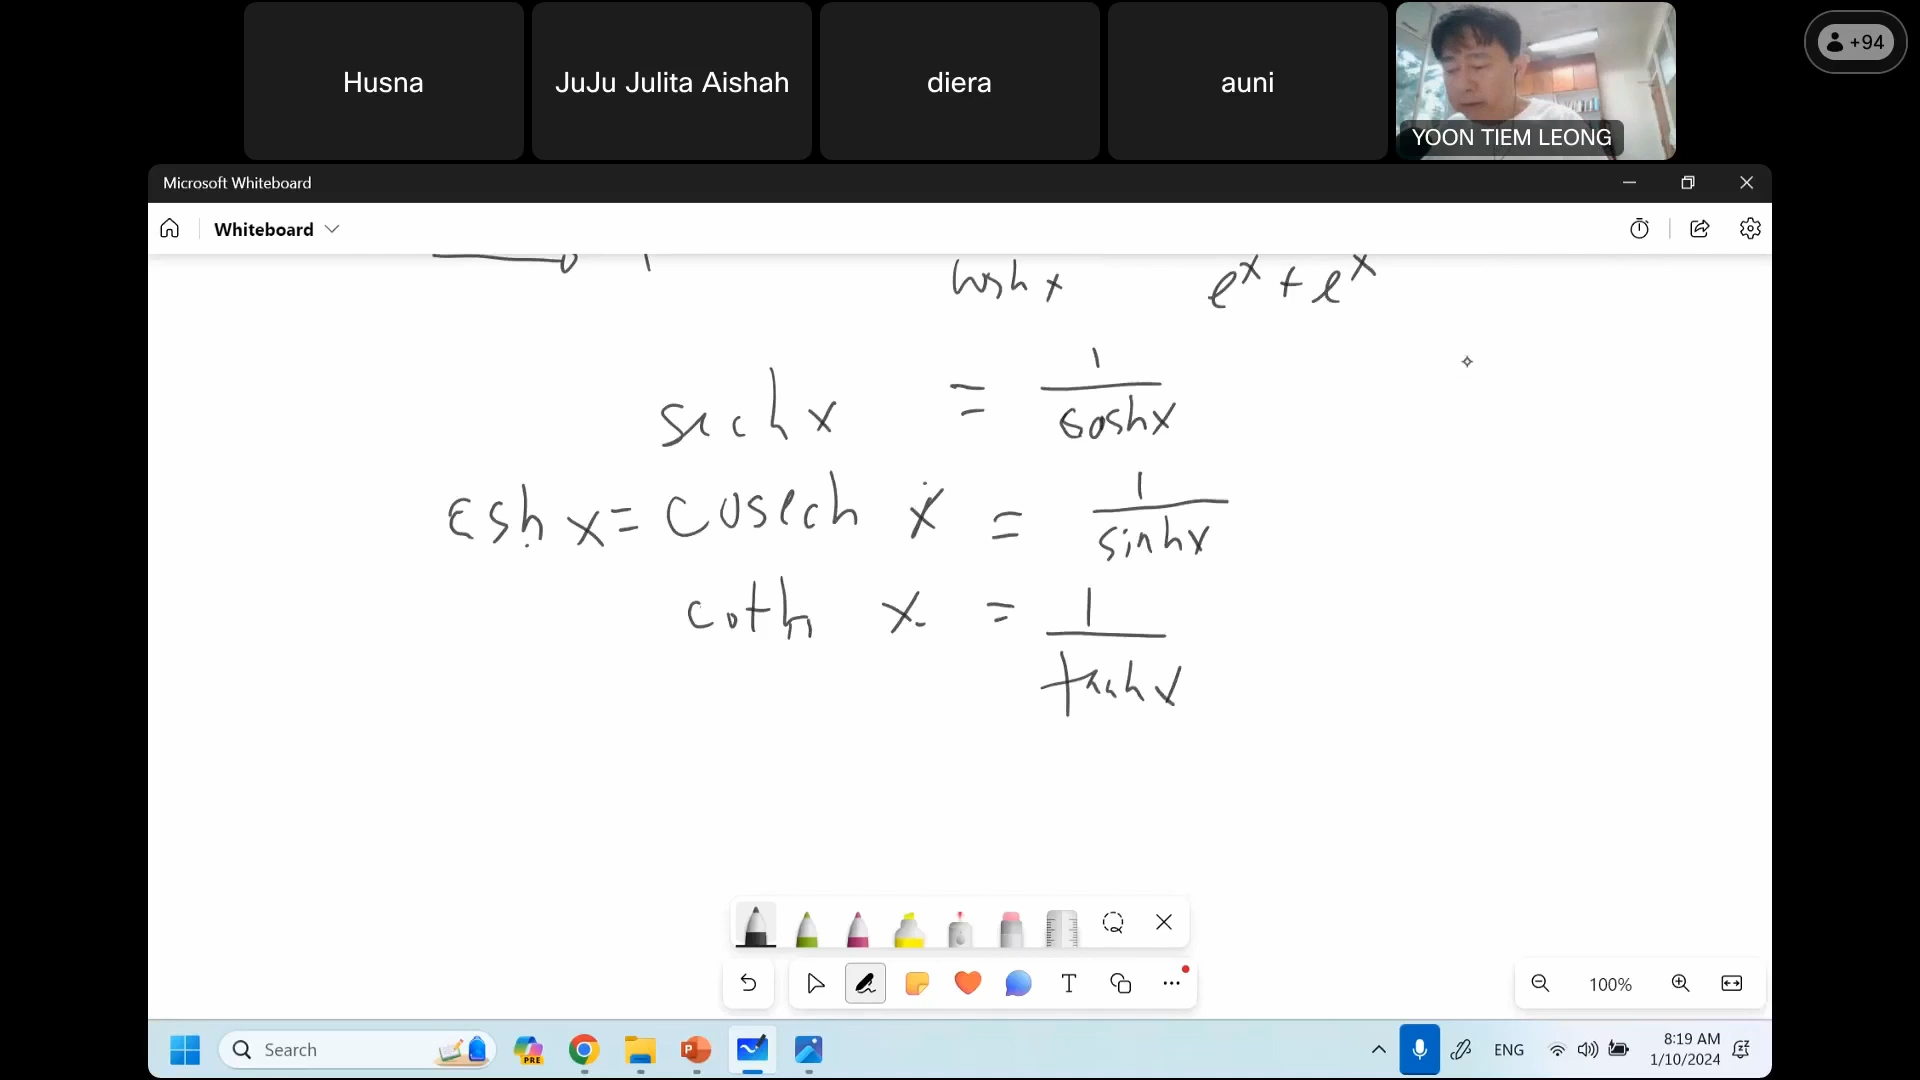 Husna
JuJu Julita Aishah
diera
auni
YOON TIEM LEONG
+94
Microsoft Whiteboard
Whiteboard
cosh x
e^x + e^x
sech x = 1/coshx
csh x = cosech x = 1/sinhx
coth x = 1/tanhx
100%
Search
PRE
ENG
8:19 AM
1/10/2024